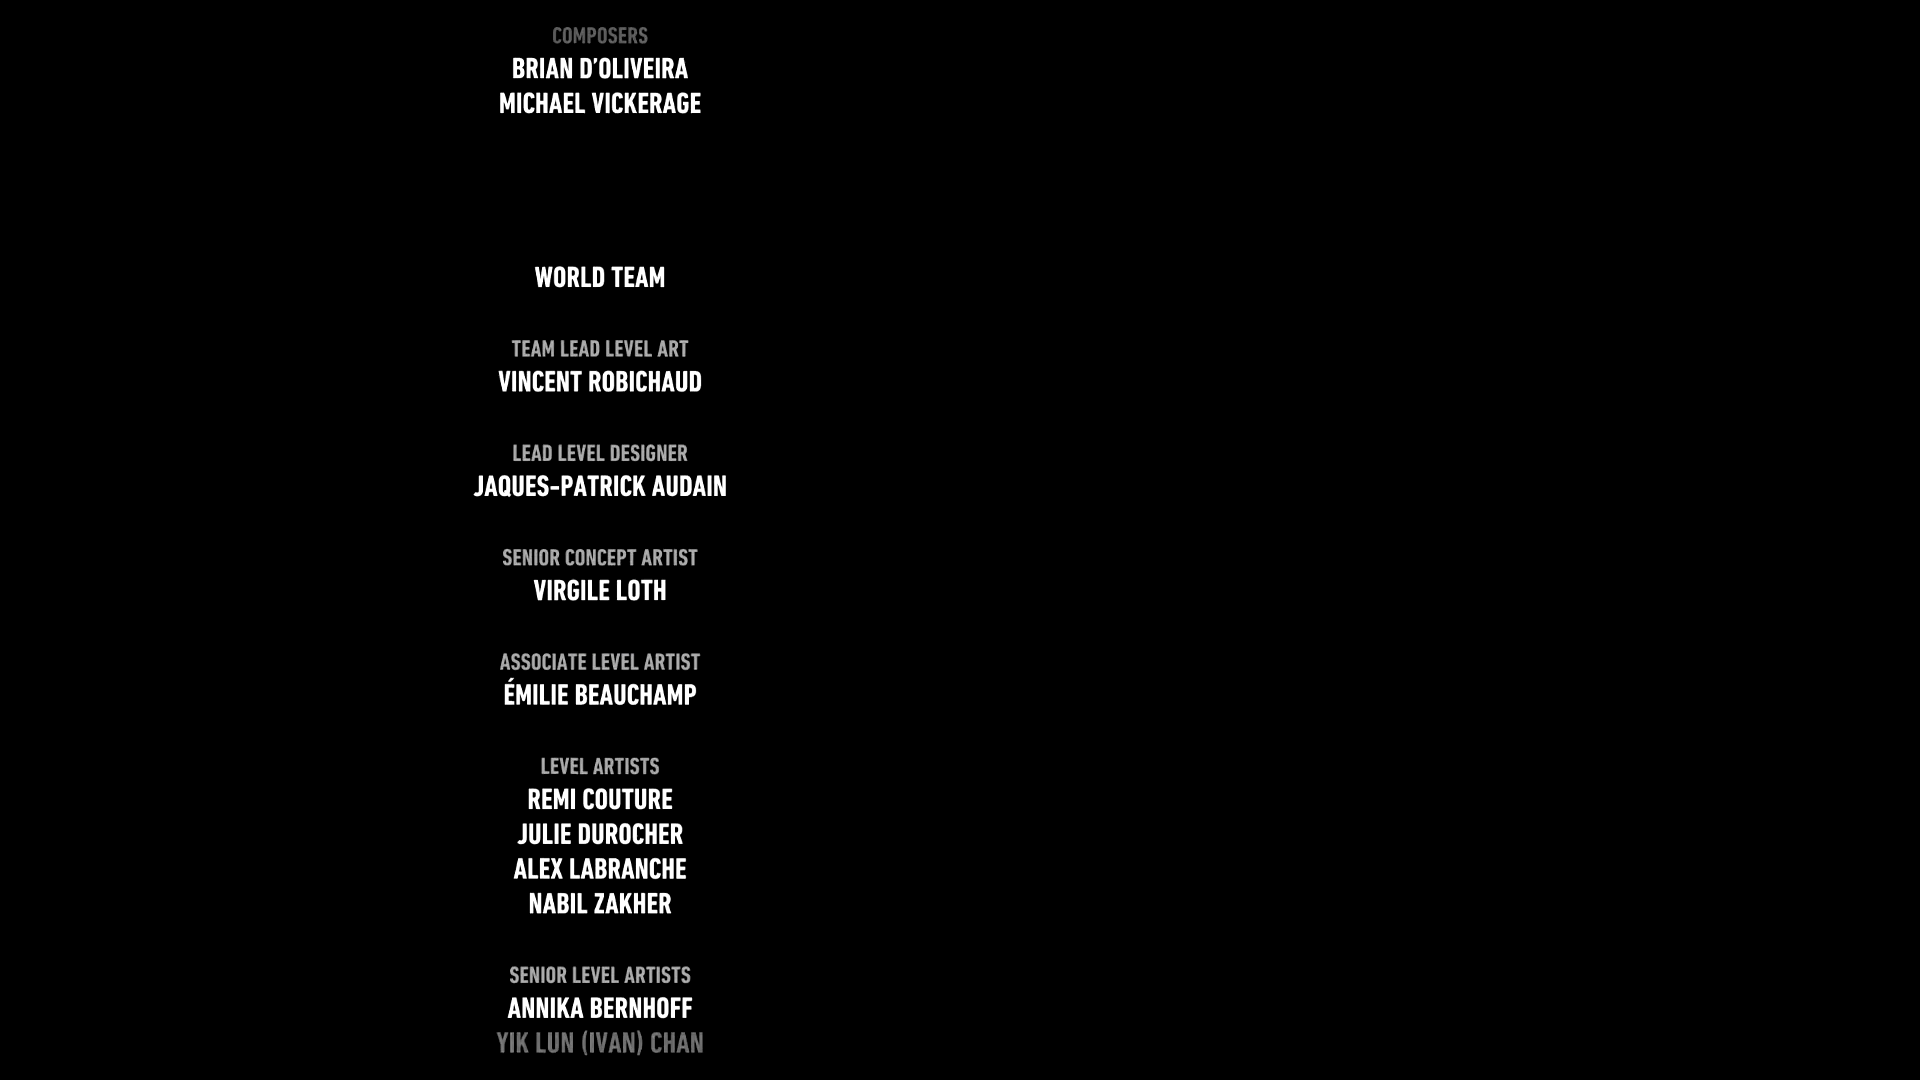 COMPOSERS
BRIAN D'OLIVEIRA
MICHAEL VICKERAGE
WORLD TEAM
TEAM LEAD LEVEL ART
VINCENT ROBICHAUD
LEAD LEVEL DESIGNER
JAQUES-PATRICK AUDAIN
SENIOR CONCEPT ARTIST
VIRGILE LOTH
ASSOCIATE LEVEL ARTIST
ÉMILIE BEAUCHAMP
LEVEL ARTISTS
REMI COUTURE
JULIE DUROCHER
ALEX LABRANCHE
NABIL ZAKHER
SENIOR LEVEL ARTISTS
ANNIKA BERNHOFF
YIK LUN (IVAN) CHAN